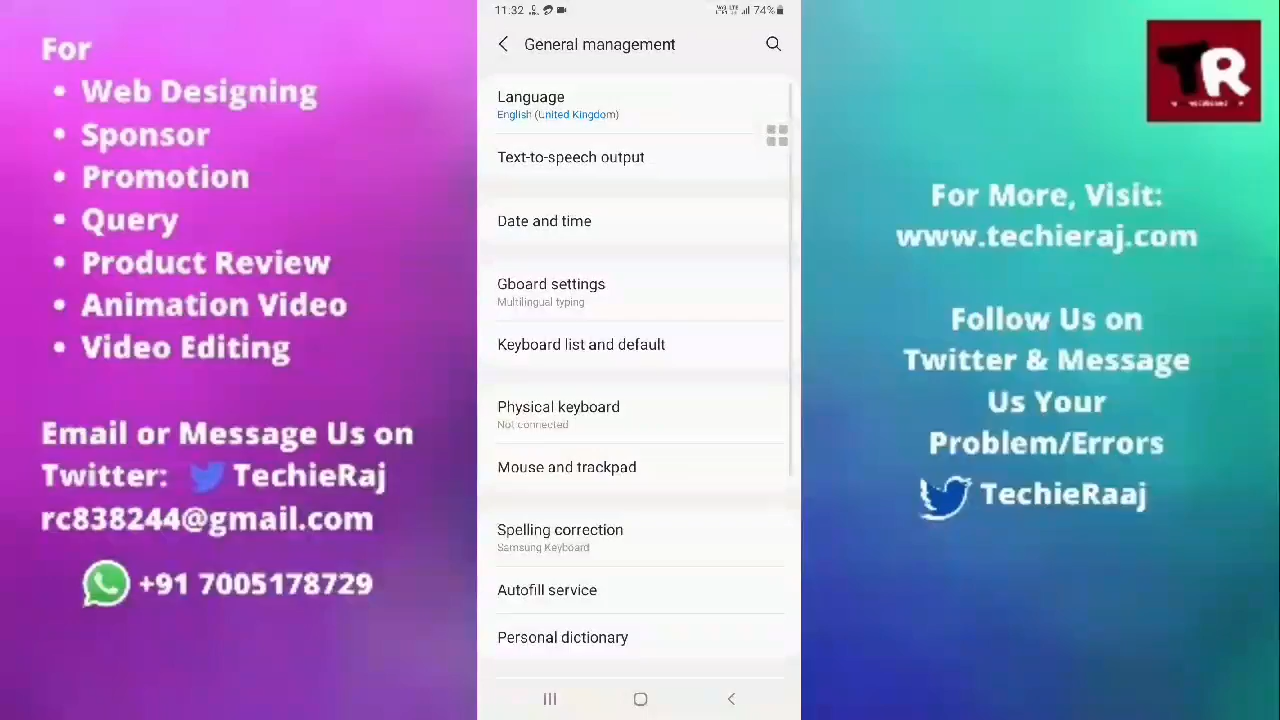 For
• Web Designing
• Sponsor
• Promotion
• Query
• Product Review
• Animation Video
• Video Editing
Email or Message Us on
Twitter: TechieRaj
rc838244@gmail.com
+91 7005178729
11:32
74%
General management
Language
English (United Kingdom)
Text-to-speech output
Date and time
Gboard settings
Multilingual typing
Keyboard list and default
Physical keyboard
Not connected
Mouse and trackpad
Spelling correction
Samsung Keyboard
Autofill service
Personal dictionary
TR
For More, Visit:
www.techieraj.com
Follow Us on
Twitter & Message
Us Your
Problem/Errors
TechieRaaj